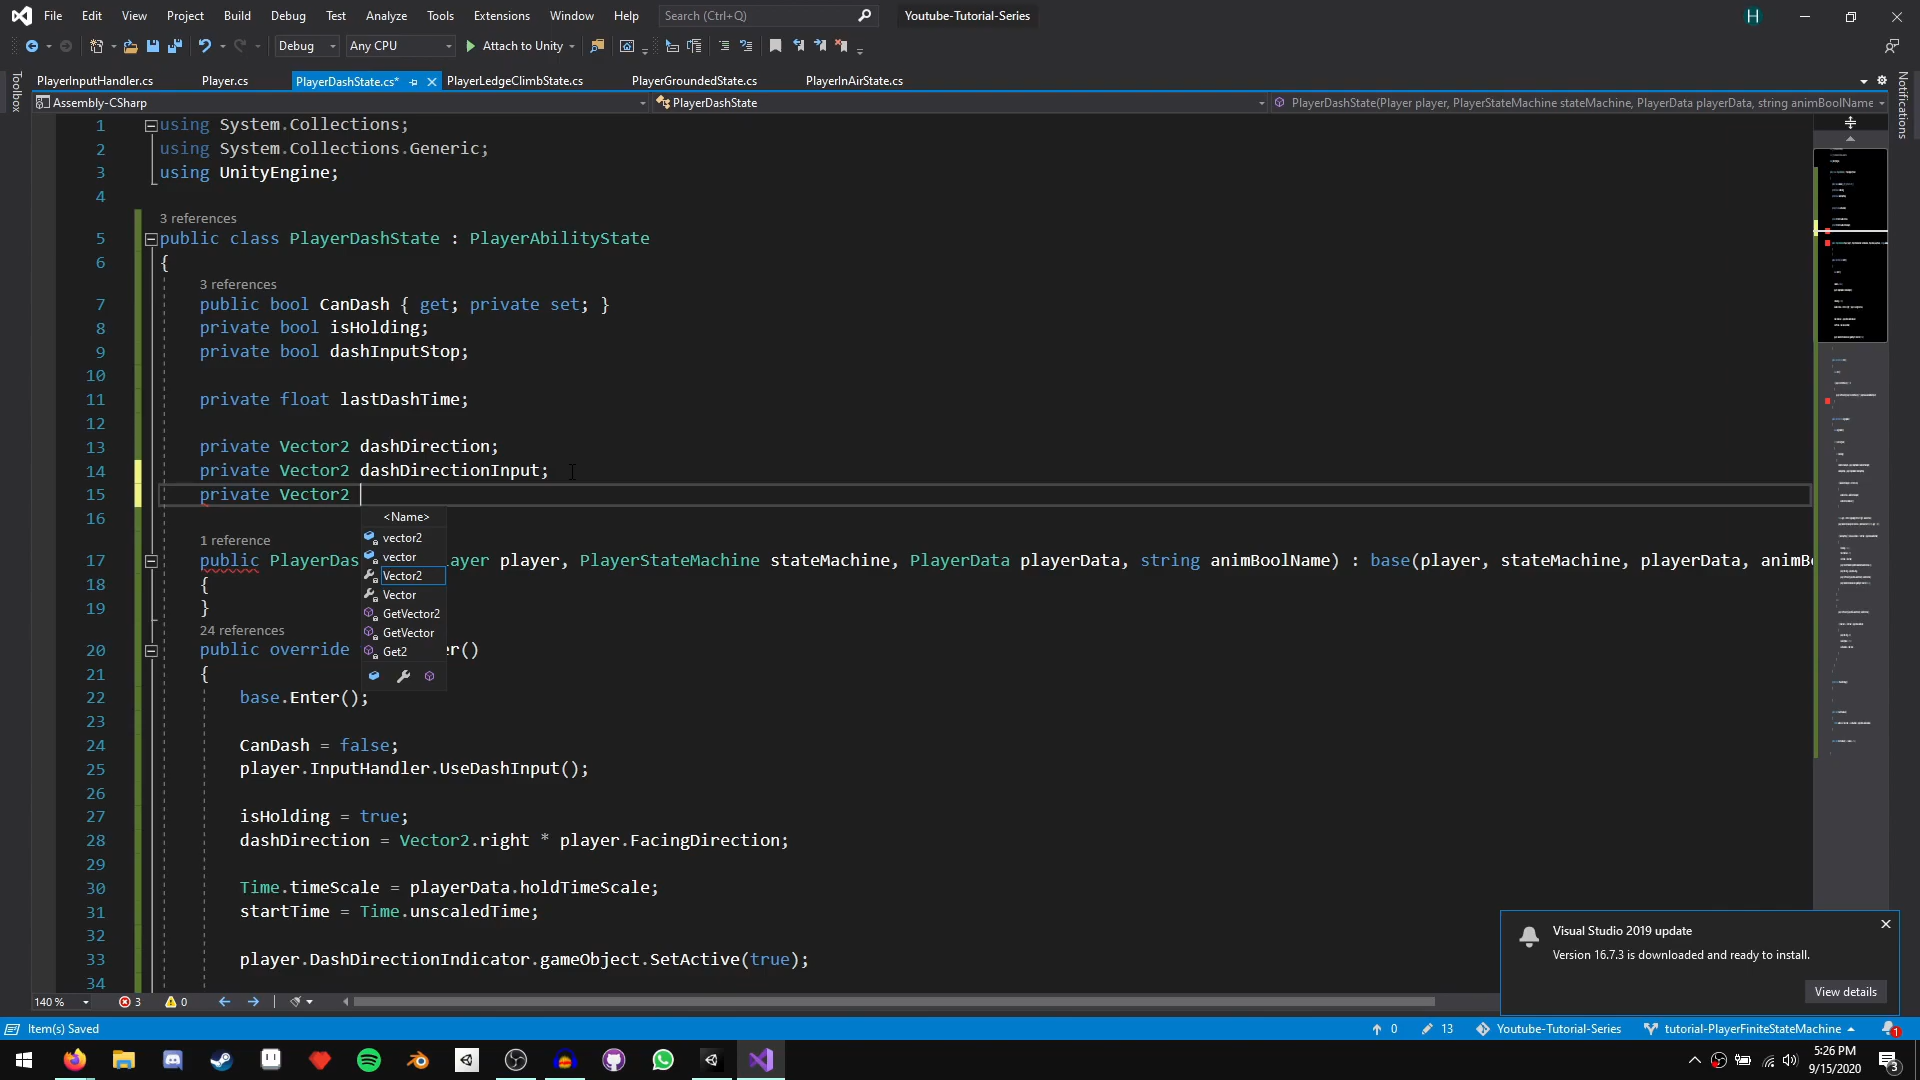 File Edit View Project Build Debug Test Analyze Tools Extensions Window Help Search (Ctrl+Q) Youtube-Tutorial-Series H
Debug Any CPU Attach to Unity
PlayerInputHandler.cs Player.cs PlayerDashState.cs* PlayerLedgeClimbState.cs PlayerGroundedState.cs PlayerInAirState.cs
Toolbox
Notifications
Assembly-CSharp PlayerDashState PlayerDashState(Player player, PlayerStateMachine stateMachine, PlayerData playerData, string animBoolName
1 using System.Collections;
2 using System.Collections.Generic;
3 using UnityEngine;
4
3 references
5 public class PlayerDashState : PlayerAbilityState
6 {
3 references
7 public bool CanDash { get; private set; }
8 private bool isHolding;
9 private bool dashInputStop;
10
11 private float lastDashTime;
12
13 private Vector2 dashDirection;
14 private Vector2 dashDirectionInput;
15 private Vector2
16
<Name>
vector2
vector
Vector2
Vector
GetVector2
GetVector
Get2
1 reference
17 public PlayerDas ayer player, PlayerStateMachine stateMachine, PlayerData playerData, string animBoolName) : base(player, stateMachine, playerData, animB
18 {
19 }
24 references
20 public override er()
21 {
22 base.Enter();
23
24 CanDash = false;
25 player.InputHandler.UseDashInput();
26
27 isHolding = true;
28 dashDirection = Vector2.right * player.FacingDirection;
29
30 Time.timeScale = playerData.holdTimeScale;
31 startTime = Time.unscaledTime;
32
33 player.DashDirectionIndicator.gameObject.SetActive(true);
34
Visual Studio 2019 update
Version 16.7.3 is downloaded and ready to install.
View details
140 % 3 0
Item(s) Saved 0 13 Youtube-Tutorial-Series tutorial-PlayerFiniteStateMachine 1
5:26 PM
9/15/2020
3